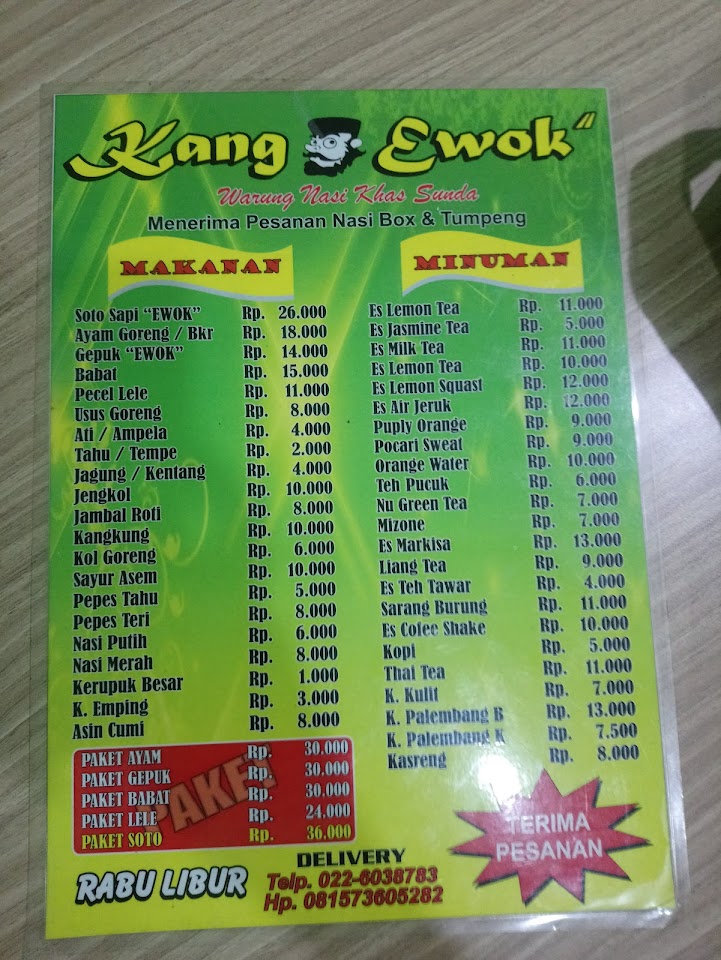 Kang Ewok"
Warung Nasi Khas Sunda
Menerima Pesanan Nasi Box & Tumpeng
MAKANAN
Soto Sapi "EWOK" Rp. 26.000
Ayam Goreng / Bkr Rp. 18.000
Gepuk "EWOK" Rp. 14.000
Babat Rp. 15.000
Pecel Lele Rp. 11.000
Usus Goreng Rp. 8.000
Ati / Ampela Rp. 4.000
Tahu / Tempe Rp. 2.000
Jagung / Kentang Rp. 4.000
Jengkol Rp. 10.000
Jambal Roti Rp. 8.000
Kangkung Rp. 10.000
Kol Goreng Rp. 6.000
Sayur Asem Rp. 10.000
Pepes Tahu Rp. 5.000
Pepes Teri Rp. 8.000
Nasi Putih Rp. 6.000
Nasi Merah Rp. 8.000
Kerupuk Besar Rp. 1.000
K. Emping Rp. 3.000
Asin Cumi Rp. 8.000
MINUMAN
Es Lemon Tea Rp. 11.000
Es Jasmine Tea Rp. 5.000
Es Milk Tea Rp. 11.000
Es Lemon Tea Rp. 10.000
Es Lemon Squast Rp. 12.000
Es Air Jeruk Rp. 12.000
Puply Orange Rp. 9.000
Pocari Sweat Rp. 9.000
Orange Water Rp. 10.000
Teh Pucuk Rp. 6.000
Nu Green Tea Rp. 7.000
Mizone Rp. 7.000
Es Markisa Rp. 13.000
Liang Tea Rp. 9.000
Es Teh Tawar Rp. 4.000
Sarang Burung Rp. 11.000
Es Cofee Shake Rp. 10.000
Kopi Rp. 5.000
Thai Tea Rp. 11.000
K. Kulit Rp. 7.000
K. Palembang B Rp. 13.000
K. Palembang K Rp. 7.500
Kasreng Rp. 8.000
PAKET
PAKET AYAM Rp. 30.000
PAKET GEPUK Rp. 30.000
PAKET BABAT Rp. 30.000
PAKET LELE Rp. 24.000
PAKET SOTO Rp. 36.000
TERIMA
PESANAN
RABU LIBUR
DELIVERY
Telp. 022-6038783
Hp. 081573605282